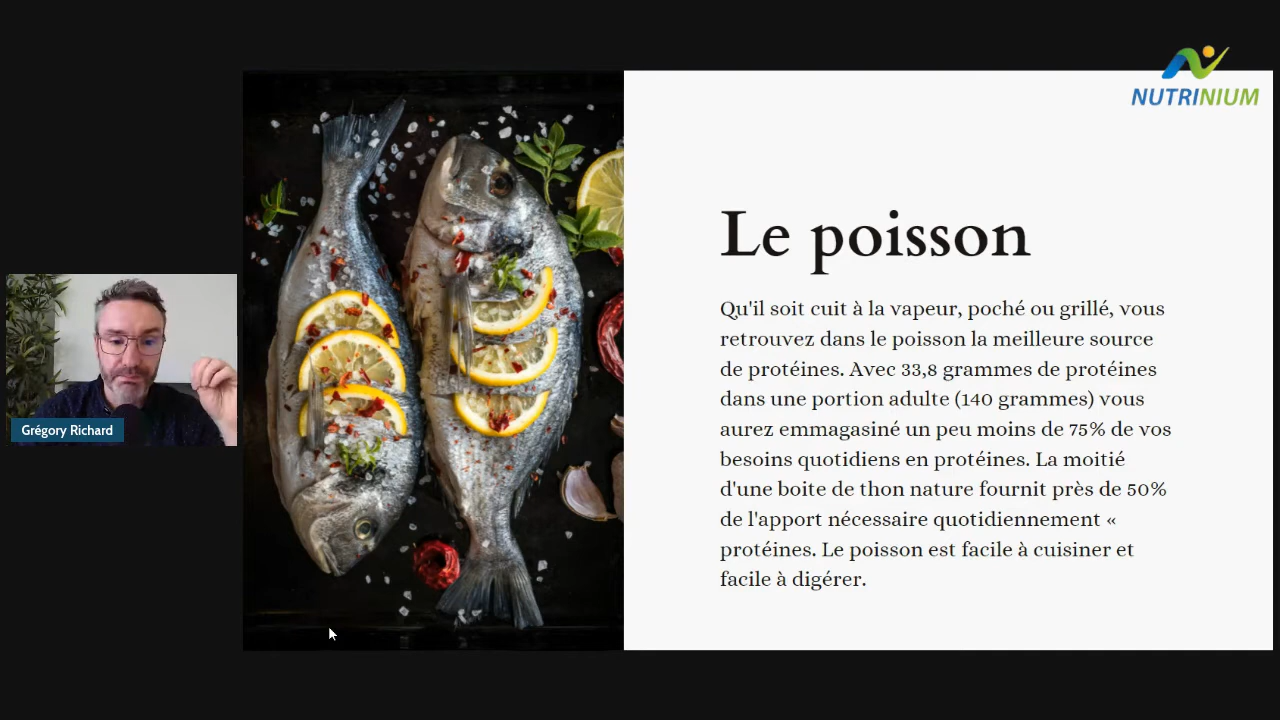 NUTRINIUM
Le poisson
Qu'il soit cuit à la vapeur, poché ou grillé, vous
retrouvez dans le poisson la meilleure source
de protéines. Avec 33,8 grammes de protéines
dans une portion adulte (140 grammes) vous
aurez emmagasiné un peu moins de 75% de vos
besoins quotidiens en protéines. La moitié
d'une boite de thon nature fournit près de 50%
de l'apport nécessaire quotidiennement «
protéines. Le poisson est facile à cuisiner et
facile à digérer.
Grégory Richard